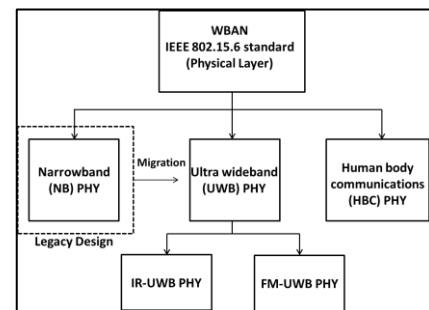 WBAN
IEEE 802.15.6 standard
(Physical Layer)
Narrowband
(NB) PHY
Migration
Ultra wideband
(UWB) PHY
Human body
communications
(HBC) PHY
Legacy Design
IR-UWB PHY
FM-UWB PHY